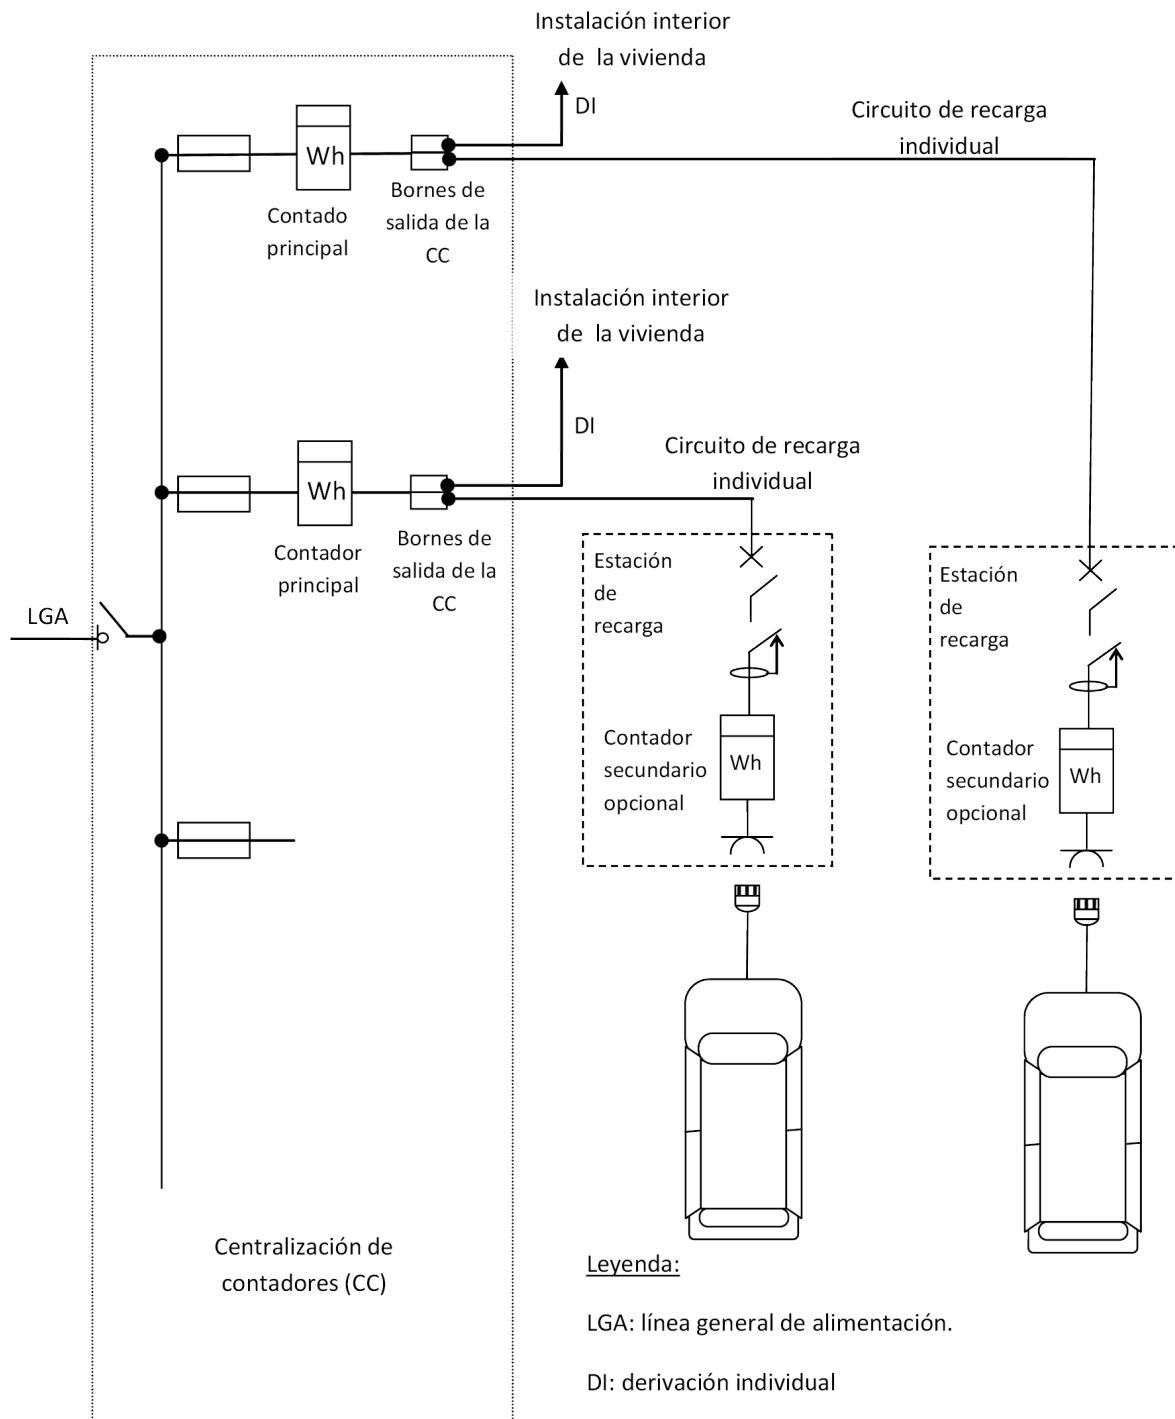 Instalación interior
de la vivienda
DI
Circuito de recarga
individual
Wh
Contado
principal
Bornes de
salida de la
CC
Instalación interior
de la vivienda
DI
Circuito de recarga
individual
Wh
Contador
principal
Bornes de
salida de la
CC
LGA
Estación
de
recarga
Contador
secundario
opcional
Wh
Estación
de
recarga
Contador
secundario
opcional
Wh
Centralización de
contadores (CC)
Leyenda:
LGA: línea general de alimentación.
DI: derivación individual